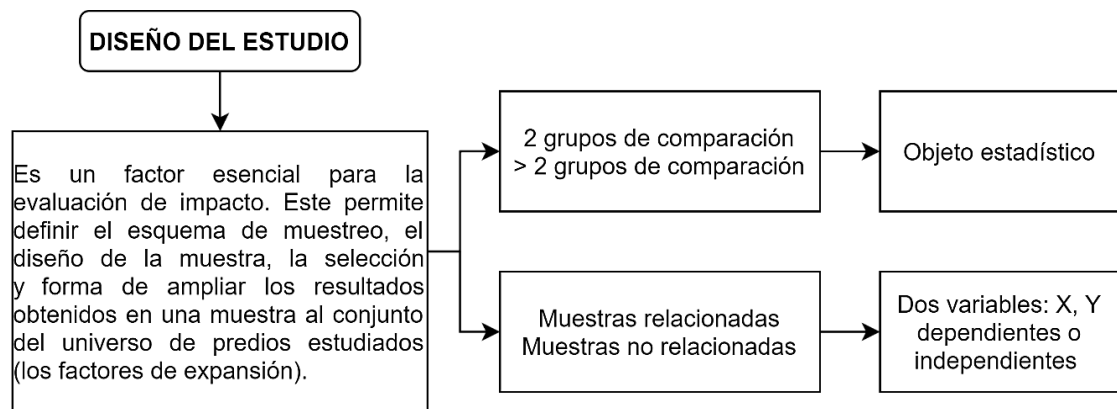 DISEÑO DEL ESTUDIO
Es un factor esencial para la
evaluación de impacto. Este permite
definir el esquema de muestreo, el
diseño de la muestra, la selección
y forma de ampliar los resultados
obtenidos en una muestra al conjunto
del universo de predios estudiados
(los factores de expansión).
2 grupos de comparación
> 2 grupos de comparación
Objeto estadístico
Muestras relacionadas
Muestras no relacionadas
Dos variables: X, Y
dependientes o
independientes